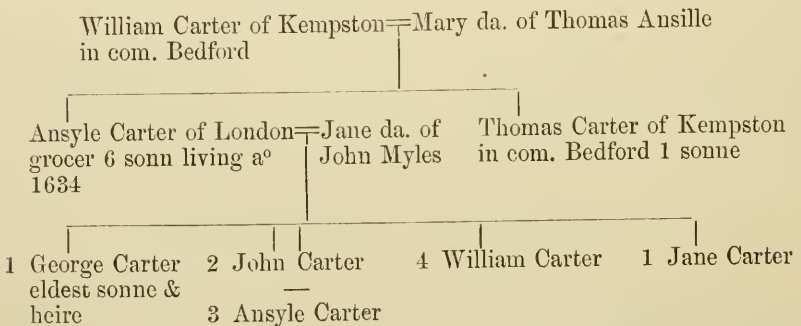 William Carter of Kempston=Mary da. of Thomas Ansille
in com. Bedford
Ansyle Carter of London=Jane da. of
grocer 6 sonn living aº
1634
John Myles
Thomas Carter of Kempston
in com. Bedford 1 sonne
1 George Carter
eldest sonne &
heire
2 John Carter
—
3 Ansyle Carter
4 William Carter
1 Jane Carter